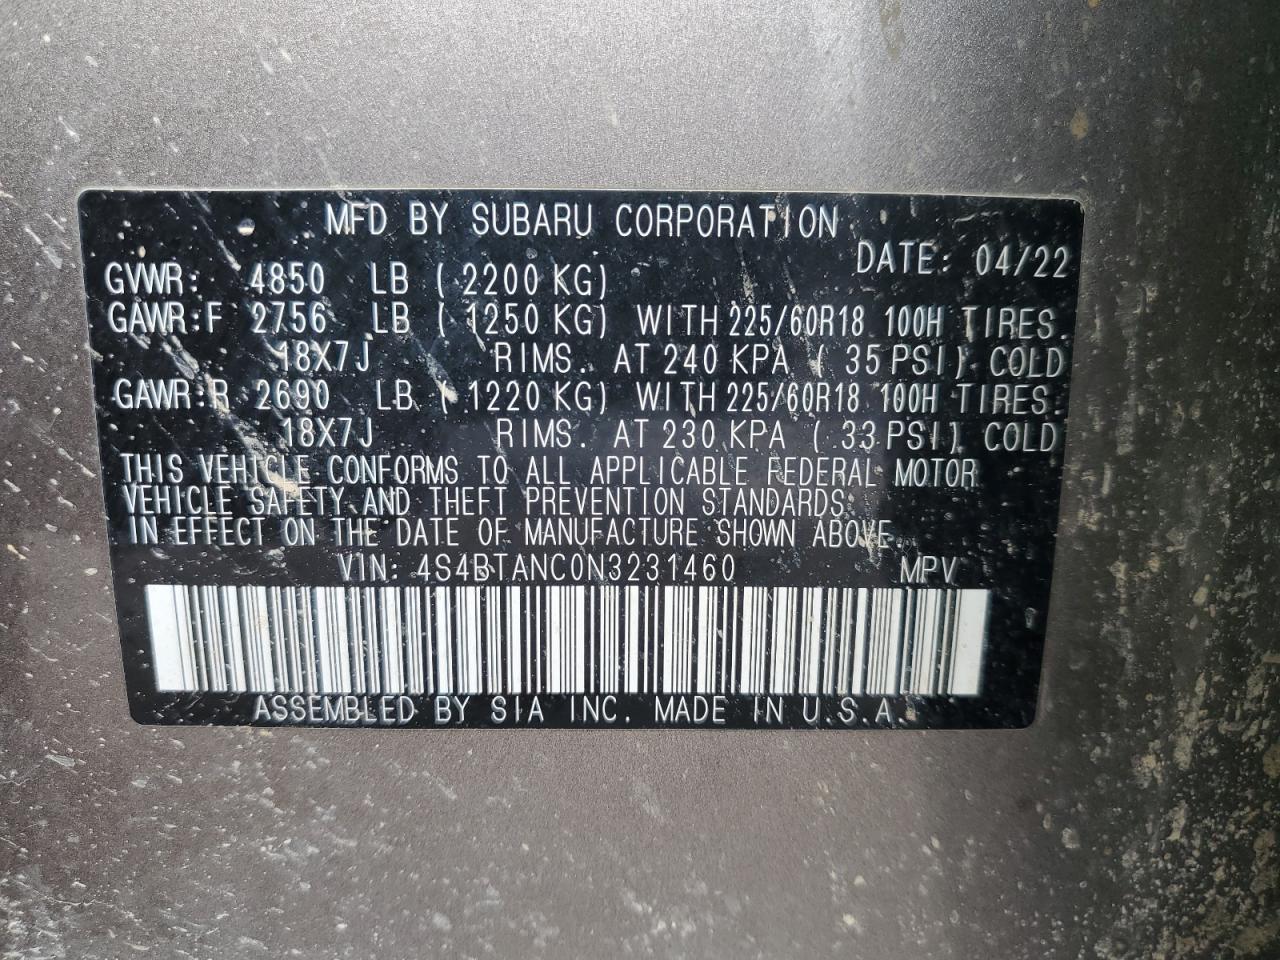 MFD BY SUBARU CORPORATION
DATE: 04/22
GVWR: 4850 LB ( 2200 KG)
GAWR:F 2756 LB ( 1250 KG) WITH 225/60R18 100H TIRES.
18X7J RIMS. AT 240 KPA ( 35 PSI) COLD
GAWR:R 2690 LB ( 1220 KG) WITH 225/60R18 100H TIRES.
18X7J RIMS. AT 230 KPA ( 33 PSI) COLD
THIS VEHICLE CONFORMS TO ALL APPLICABLE FEDERAL MOTOR
VEHICLE SAFETY AND THEFT PREVENTION STANDARDS
IN EFFECT ON THE DATE OF MANUFACTURE SHOWN ABOVE.
VIN: 4S4BTANC0N3231460 MPV
ASSEMBLED BY SIA INC. MADE IN U.S.A.